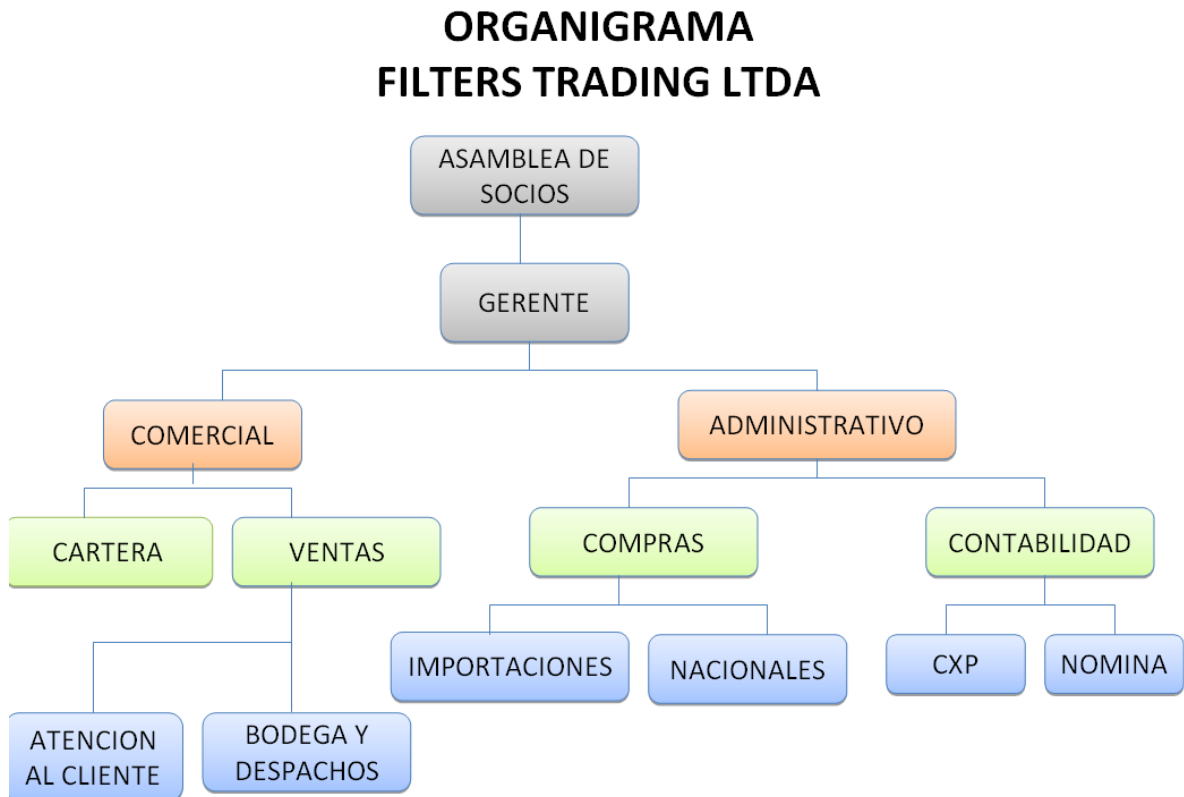 ORGANIGRAMA
FILTERS TRADING LTDA
ASAMBLEA DE
SOCIOS
GERENTE
COMERCIAL
ADMINISTRATIVO
CARTERA
VENTAS
COMPRAS
CONTABILIDAD
IMPORTACIONES
NACIONALES
CXP
NOMINA
ATENCION
AL CLIENTE
BODEGA Y
DESPACHOS